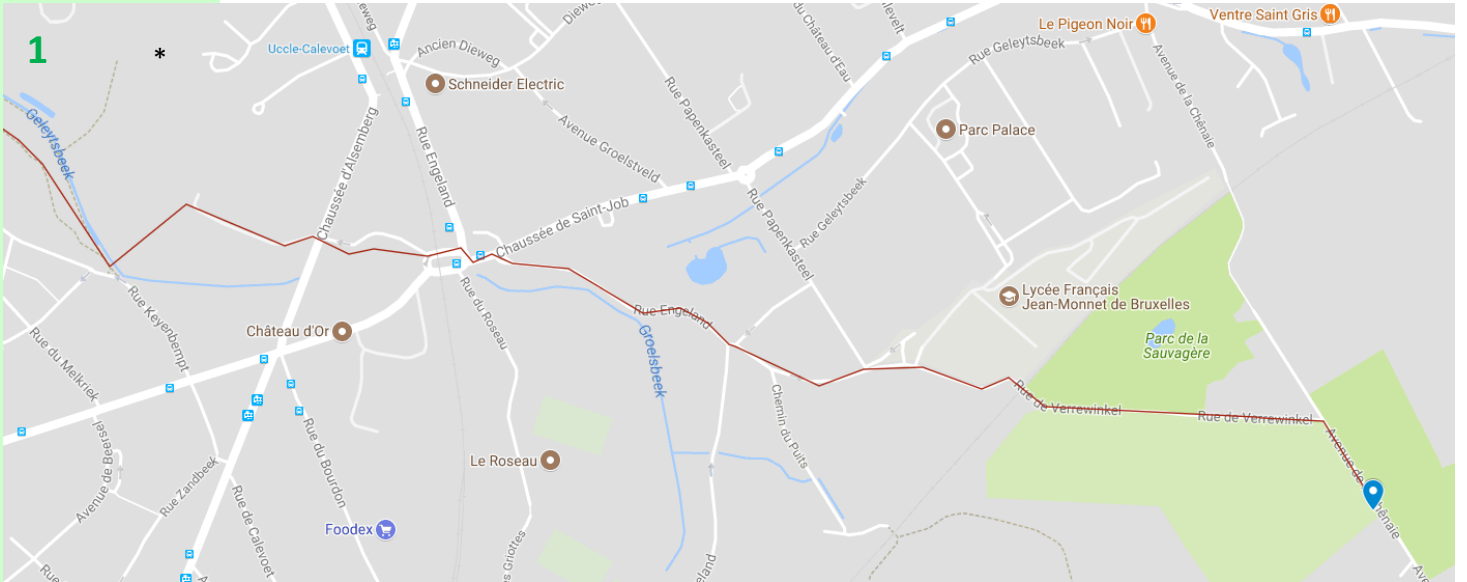 1
*
Uccle-Calevoet
Dieweg
Ancien Dieweg
Schneider Electric
Avenue Groelstveld
Rue Papenkasteel
du Château d'Eau
Rue Geleytsbeek
Le Pigeon Noir
Ventre Saint Gris
Avenue de la Chênaie
Parc Palace
Geleytsbeek
Chaussée d'Alsemberg
Rue Engeland
Chaussée de Saint-Job
Rue Papenkasteel
Rue Geleytsbeek
Lycée Français
Jean-Monnet de Bruxelles
Parc de la
Sauvagère
Rue Keyenbempt
Château d'Or
Rue du Roseau
Rue Engeland
Groelsbeek
Rue du Melkriek
Chemin du Puits
Rue de Verrewinkel
Rue de Verrewinkel
Avenue de
Chênaie
Avenue de Beersel
Rue Zandbeek
Rue de Calevoet
Rue du Bourdon
Le Roseau
Foodex
Griottes
geland
Rue